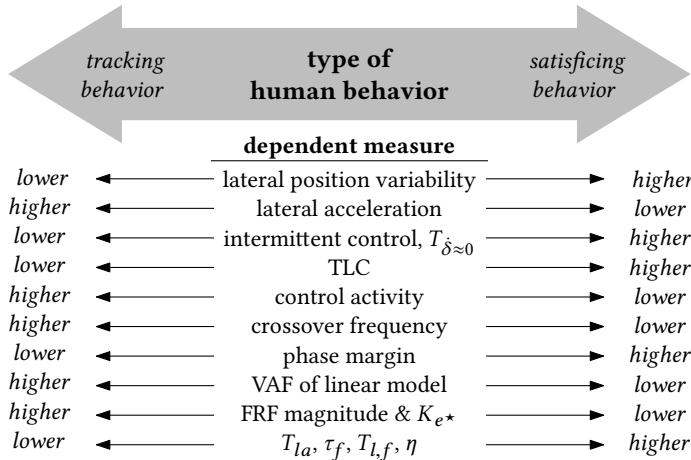 tracking behavior type of human behavior satisficing behavior
dependent measure
lower lateral position variability higher
higher lateral acceleration lower
lower intermittent control, T_{\dot{δ}≈0} higher
lower TLC higher
higher control activity lower
higher crossover frequency lower
lower phase margin higher
higher VAF of linear model lower
higher FRF magnitude & K_{e⋆} lower
lower T_{la}, τ_f, T_{l,f}, η higher